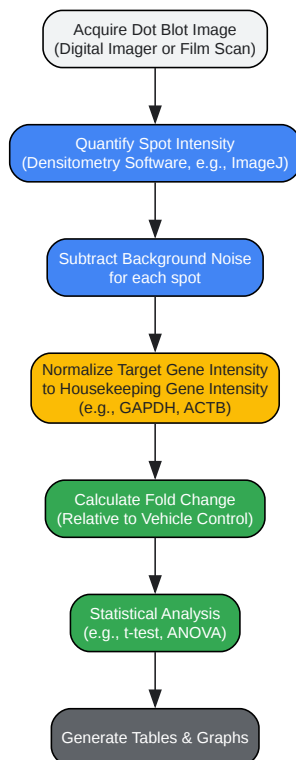 Acquire Dot Blot Image
(Digital Imager or Film Scan)
Quantify Spot Intensity
(Densitometry Software, e.g., ImageJ)
Subtract Background Noise
for each spot
Normalize Target Gene Intensity
to Housekeeping Gene Intensity
(e.g., GAPDH, ACTB)
Calculate Fold Change
(Relative to Vehicle Control)
Statistical Analysis
(e.g., t-test, ANOVA)
Generate Tables & Graphs